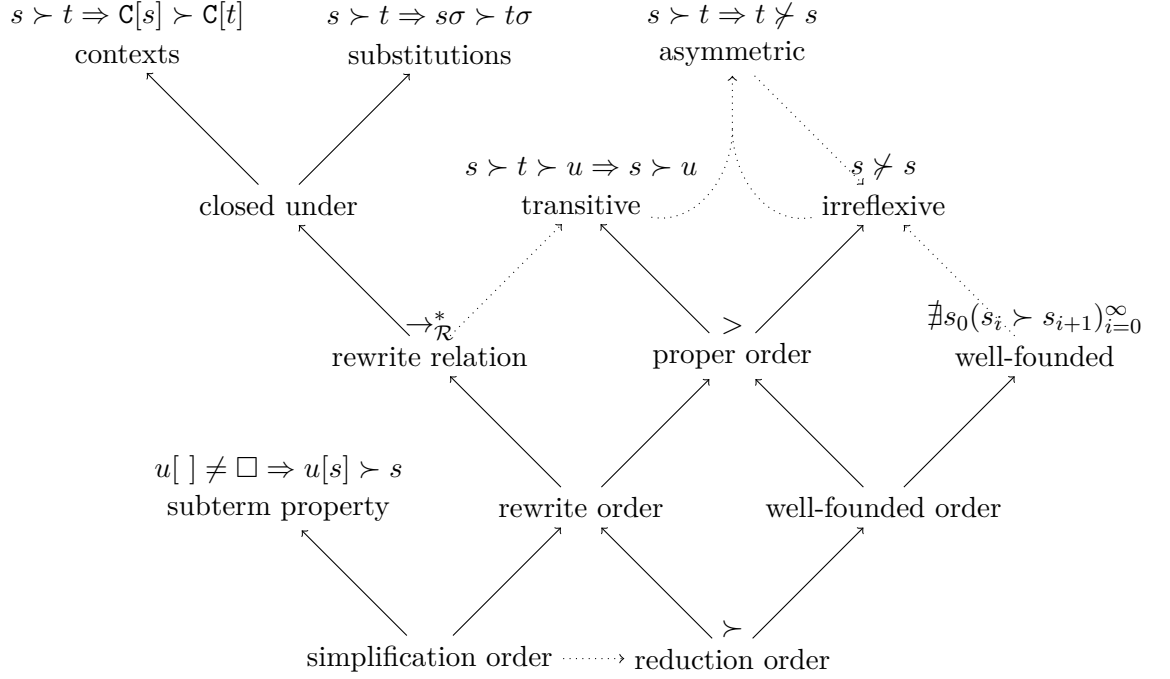 s ≻ t ⇒ C[s] ≻ C[t]
contexts
s ≻ t ⇒ sσ ≻ tσ
substitutions
s ≻ t ⇒ t ⊁ s
asymmetric
closed under
s ≻ t ≻ u ⇒ s ≻ u
transitive
s ⊁ s
irreflexive
→*_R
rewrite relation
>
proper order
∄s_0(s_i ≻ s_{i+1})_{i=0}^∞
well-founded
u[ ] ≠ □ ⇒ u[s] ≻ s
subterm property
rewrite order
well-founded order
simplification order
≻
reduction order